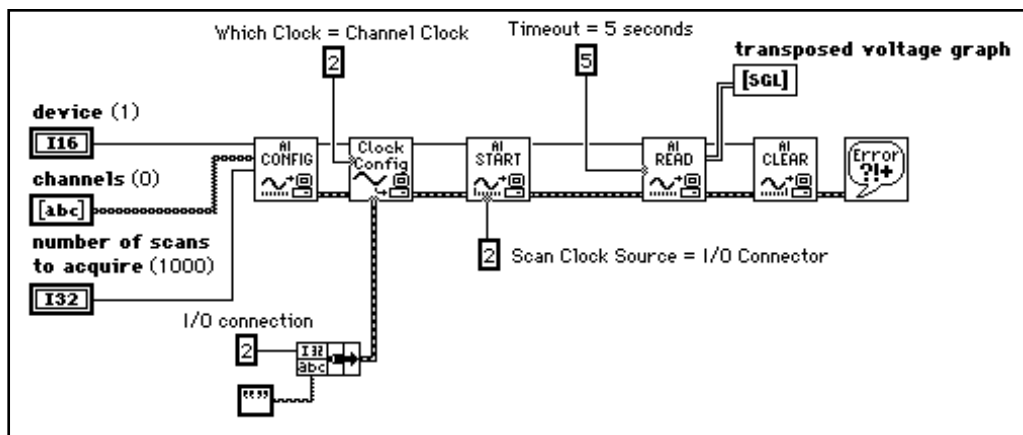 Which Clock = Channel Clock
Timeout = 5 seconds
2
5
transposed voltage graph
[SGL]
device (1)
I16
AI CONFIG
Clock Config
AI START
AI READ
AI CLEAR
Error ?!+
channels (0)
[abc]
number of scans
to acquire (1000)
I32
2
Scan Clock Source = I/O Connector
I/O connection
2
I32
abc
""